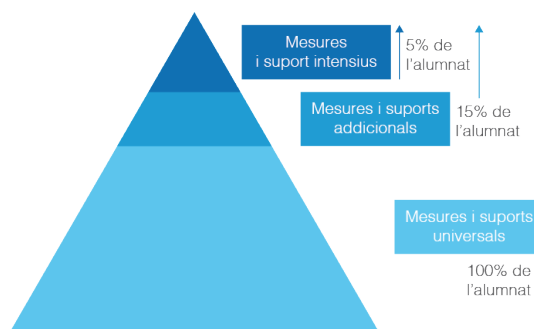 Mesures
i suport intensius
5% de
l'alumnat
Mesures i suports
addicionals
15% de
l'alumnat
Mesures i suports
universals
100% de
l'alumnat